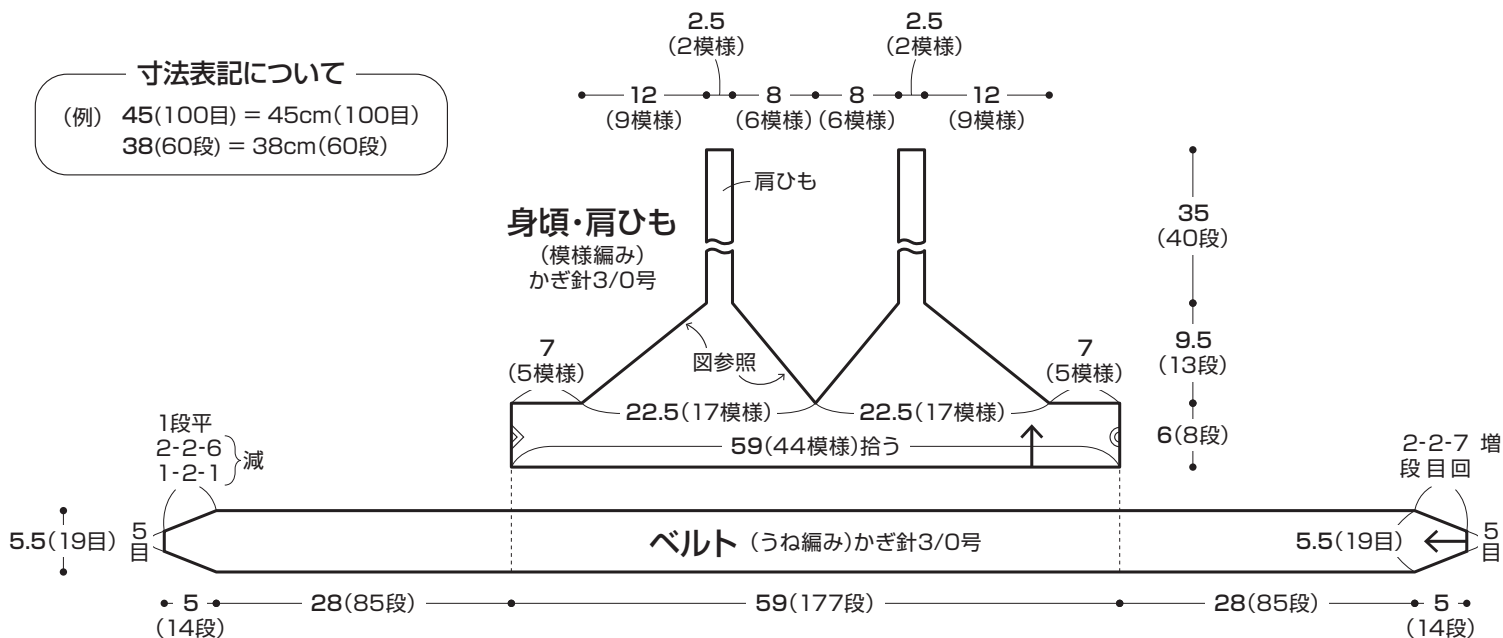 寸法表記について
(例) 45(100目) = 45cm(100目)
38(60段) = 38cm(60段)
2.5
(2模様)
2.5
(2模様)
12
(9模様)
8
(6模様)
8
(6模様)
12
(9模様)
肩ひも
身頃・肩ひも
(模様編み)
かぎ針3/0号
35
(40段)
9.5
(13段)
6(8段)
図参照
7
(5模様)
7
(5模様)
22.5(17模様)
22.5(17模様)
59(44模様)拾う
1段平
2-2-6
1-2-1
減
2-2-7 増
段目回
5.5(19目)
5目
ベルト (うね編み)かぎ針3/0号
5.5(19目)
5目
5
(14段)
28(85段)
59(177段)
28(85段)
5
(14段)